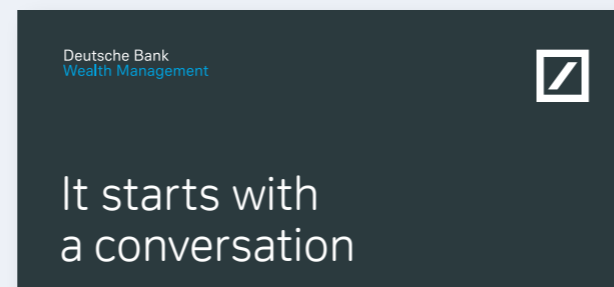 Deutsche Bank
Wealth Management
It starts with
a conversation